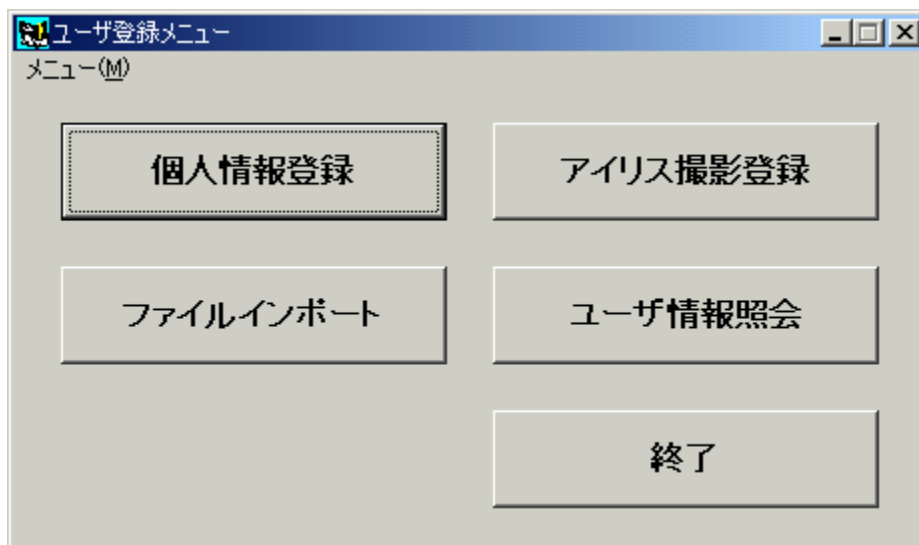 ユーザ登録メニュー
メニュー(M)
個人情報登録
アイリス撮影登録
ファイルインポート
ユーザ情報照会
終了